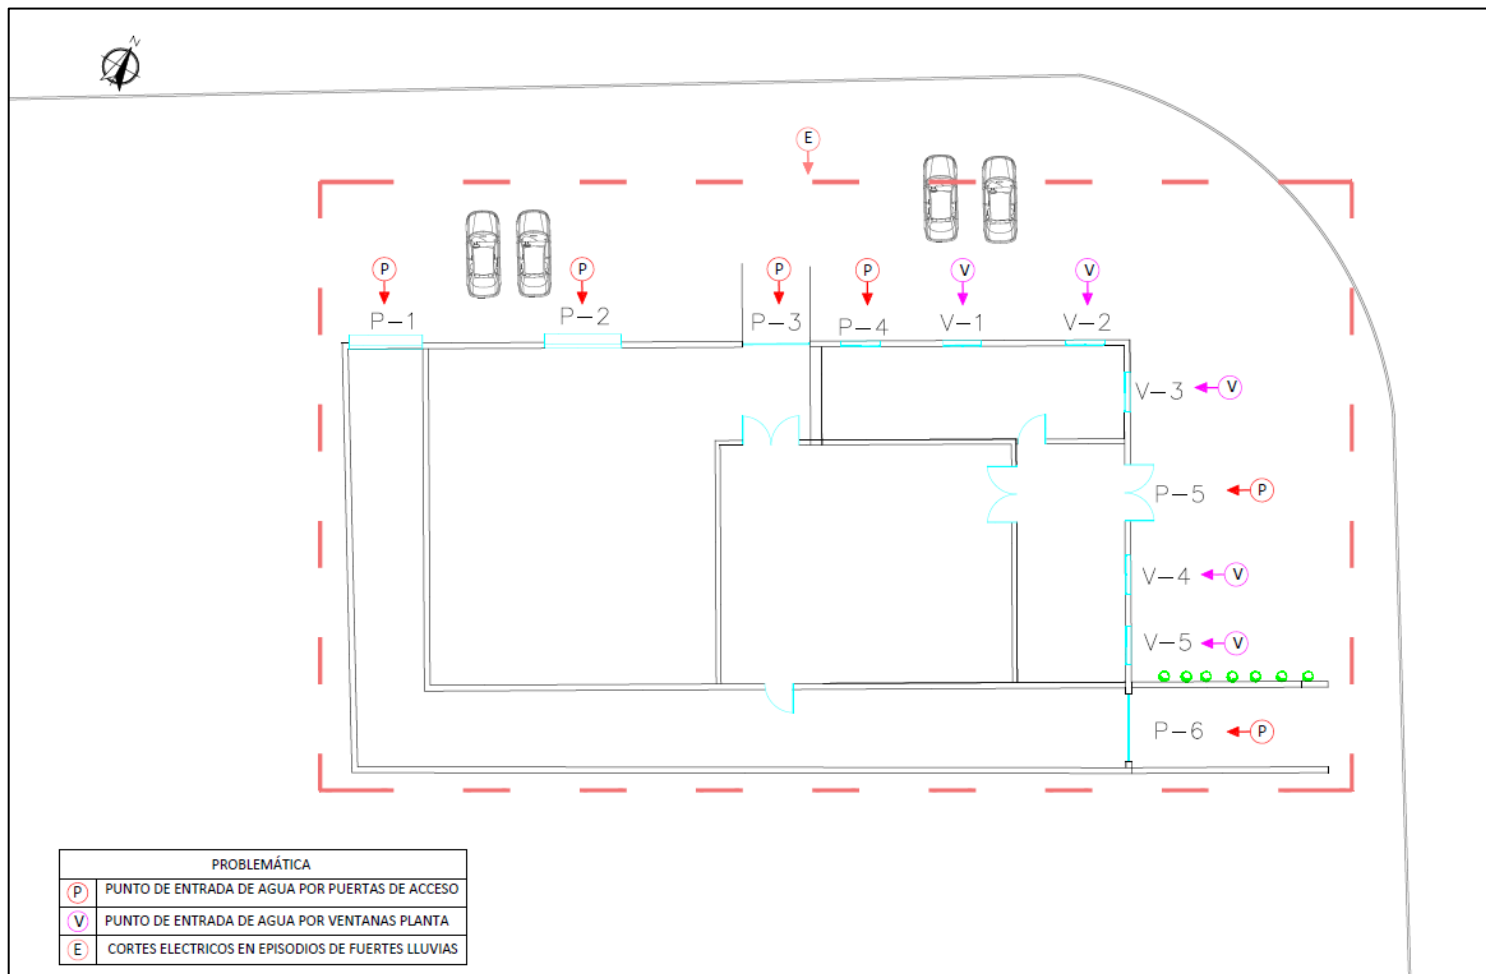 N
E
P
P
P
P
V
V
P-1
P-2
P-3
P-4
V-1
V-2
V-3
V
P-5
P
V-4
V
V-5
V
P-6
P
PROBLEMÁTICA
P PUNTO DE ENTRADA DE AGUA POR PUERTAS DE ACCESO
V PUNTO DE ENTRADA DE AGUA POR VENTANAS PLANTA
E CORTES ELECTRICOS EN EPISODIOS DE FUERTES LLUVIAS